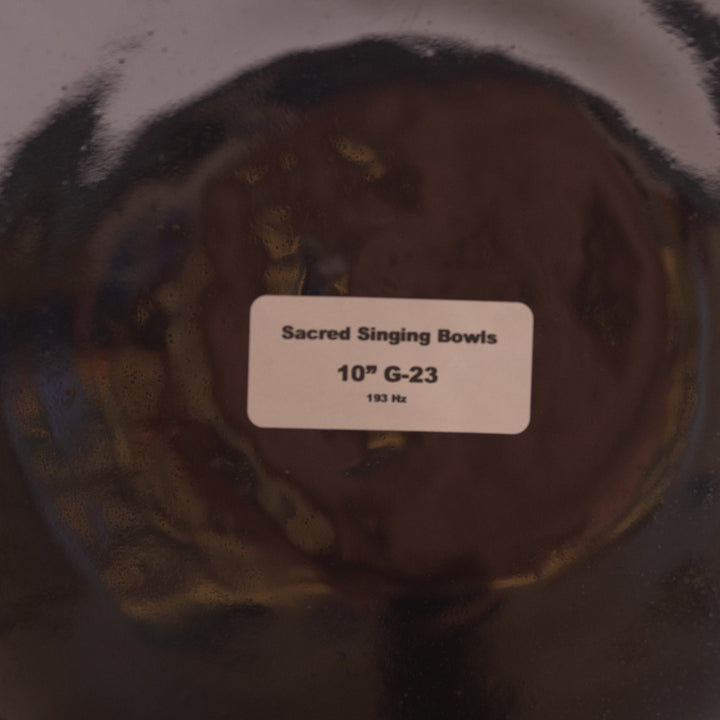 Sacred Singing Bowls
10” G-23
193 Hz